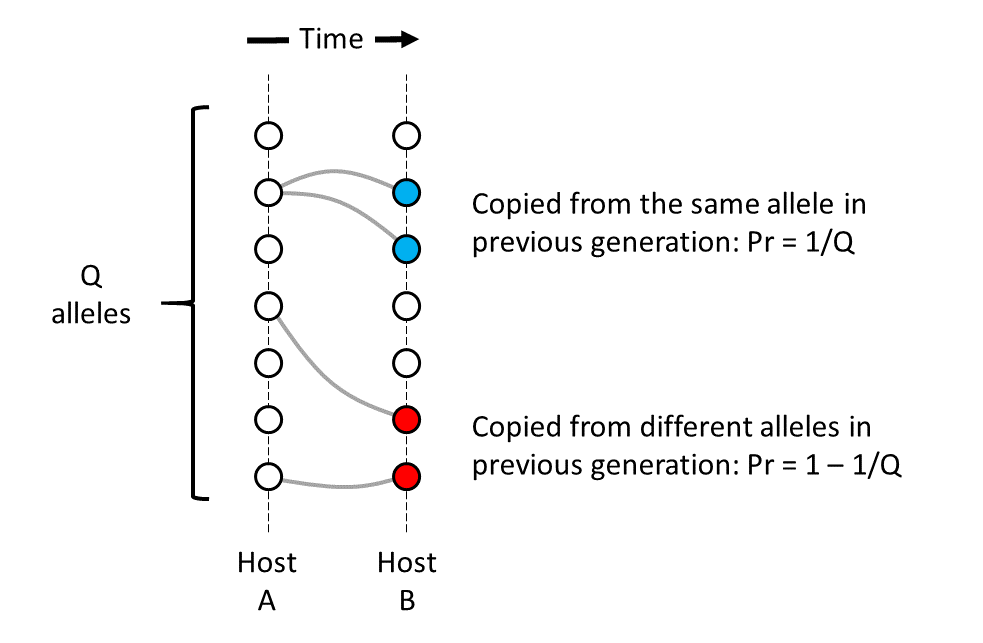 Time
Q
alleles
Copied from the same allele in
previous generation: Pr = 1/Q
Copied from different alleles in
previous generation: Pr = 1 – 1/Q
Host
A
Host
B